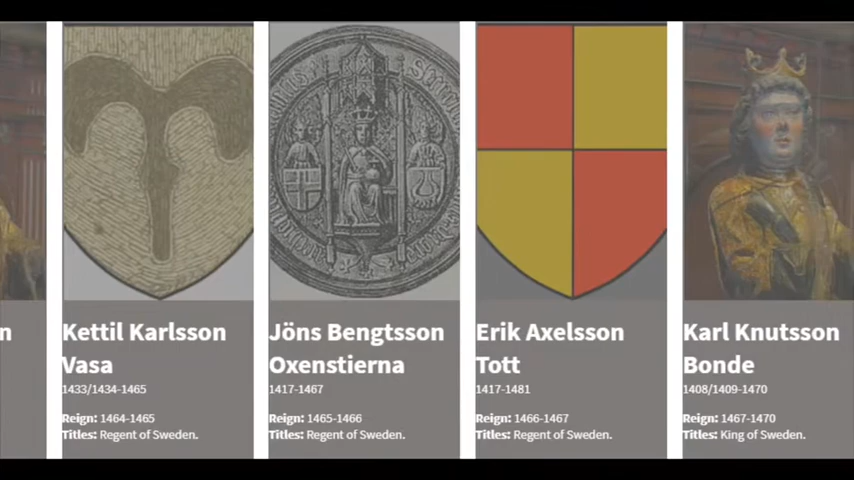 n
Kettil Karlsson
Vasa
1433/1434-1465
Reign: 1464-1465
Titles: Regent of Sweden.
Jöns Bengtsson
Oxenstierna
1417-1467
Reign: 1465-1466
Titles: Regent of Sweden.
Erik Axelsson
Tott
1417-1481
Reign: 1466-1467
Titles: Regent of Sweden.
Karl Knutsson
Bonde
1408/1409-1470
Reign: 1467-1470
Titles: King of Sweden.